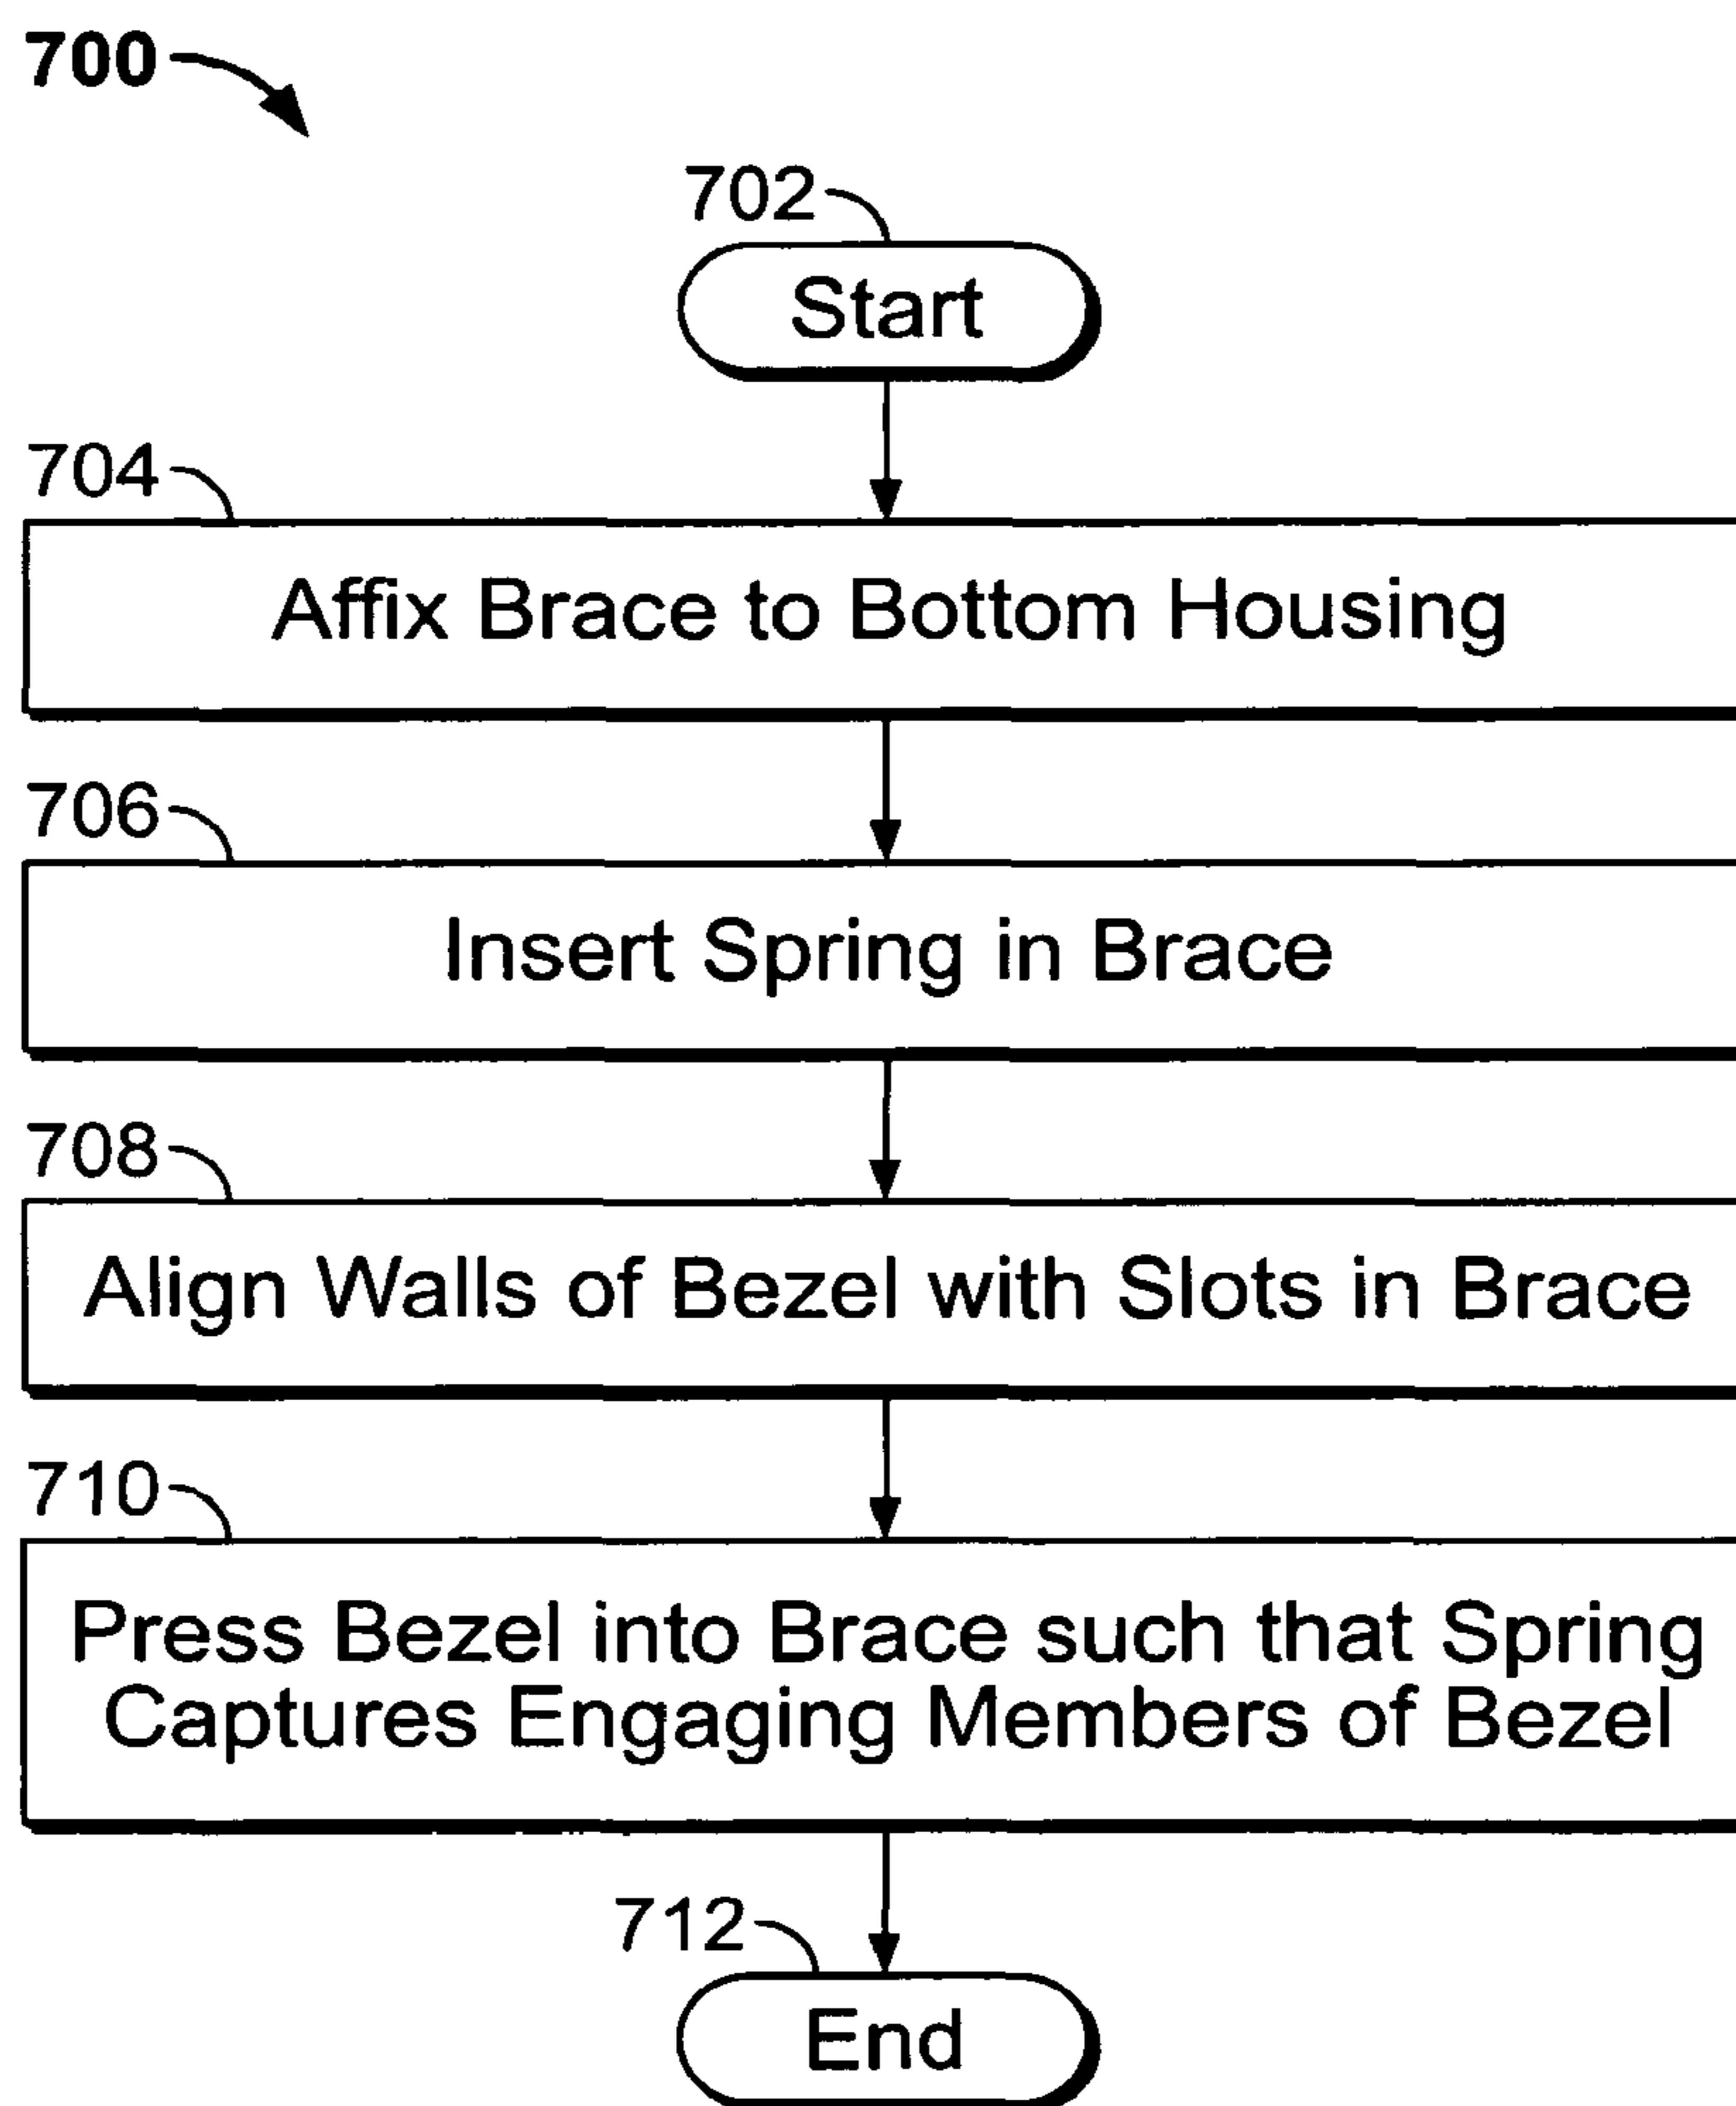 700
702
Start
704
Affix Brace to Bottom Housing
706
Insert Spring in Brace
708
Align Walls of Bezel with Slots in Brace
710
Press Bezel into Brace such that Spring
Captures Engaging Members of Bezel
712
End